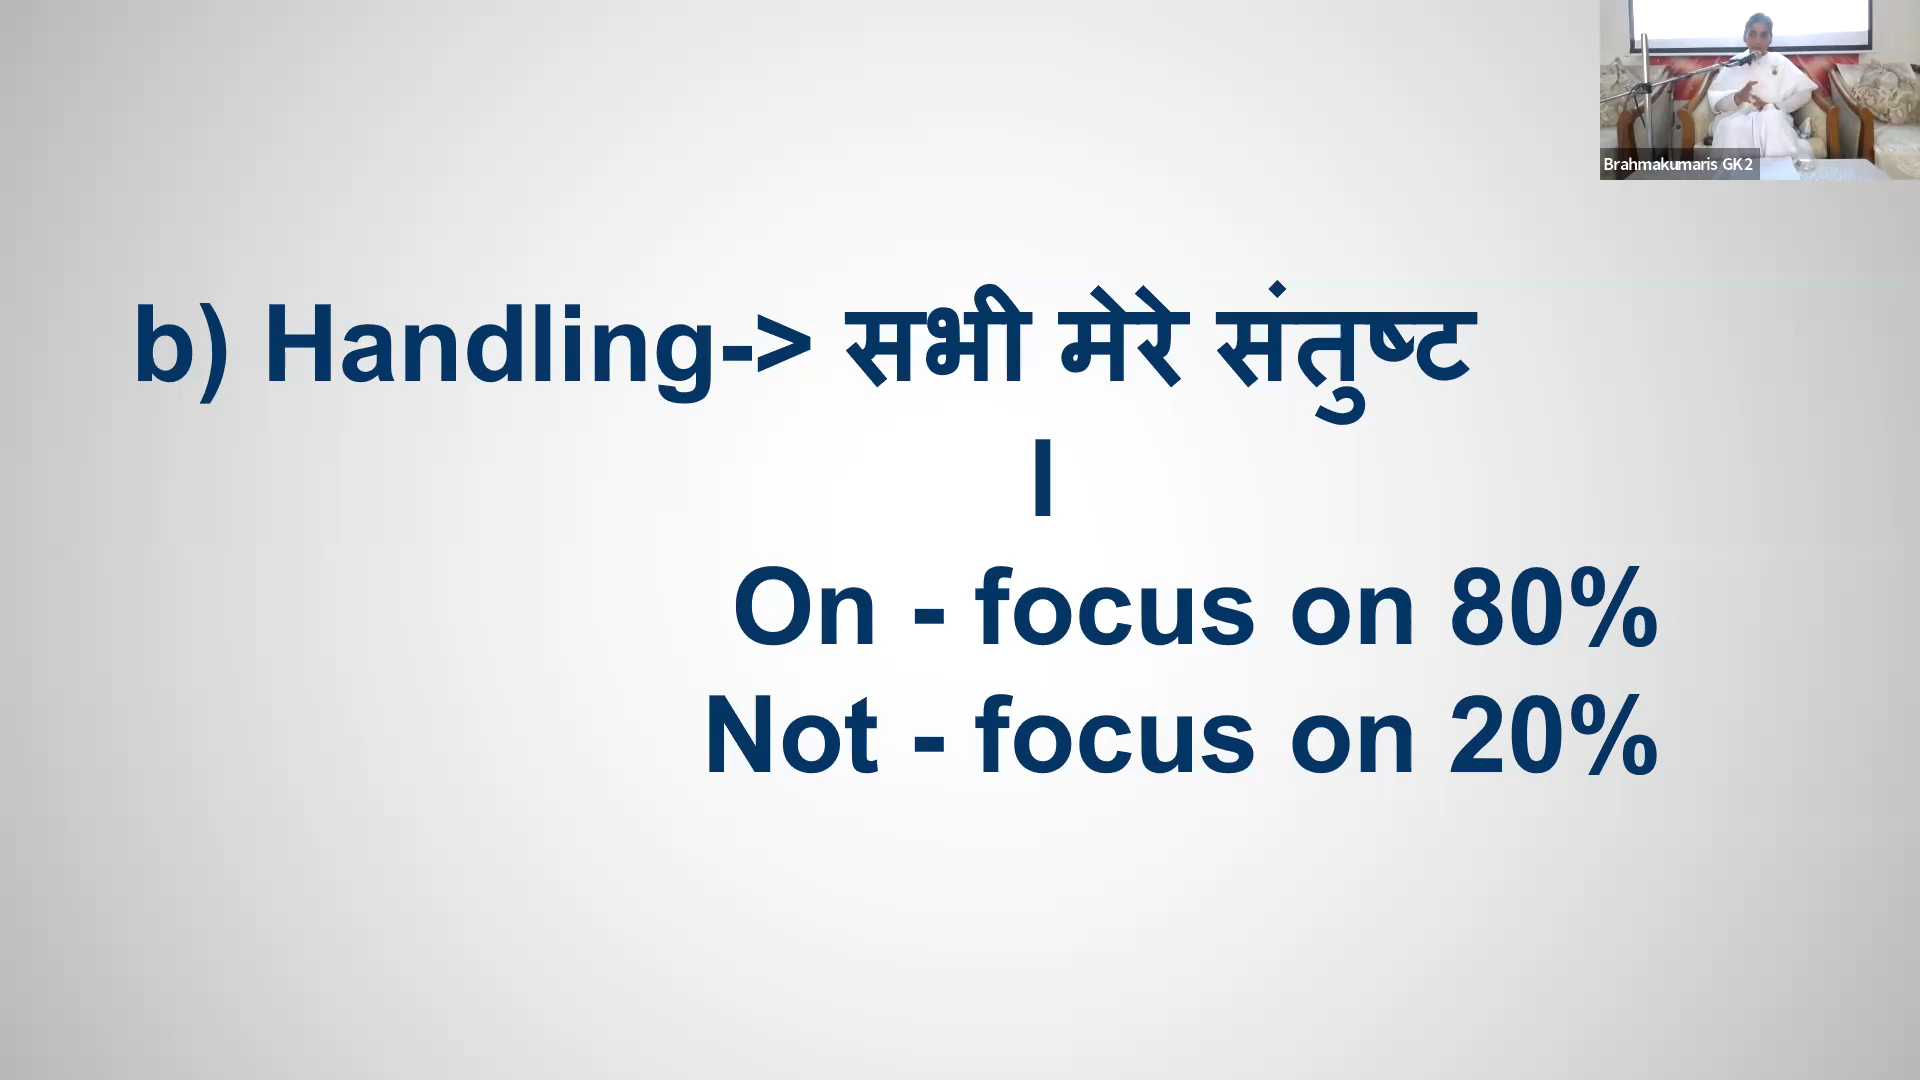 Brahmakumaris GK2
b) Handling-> सभी मेरे संतुष्ट
I
On - focus on 80%
Not - focus on 20%